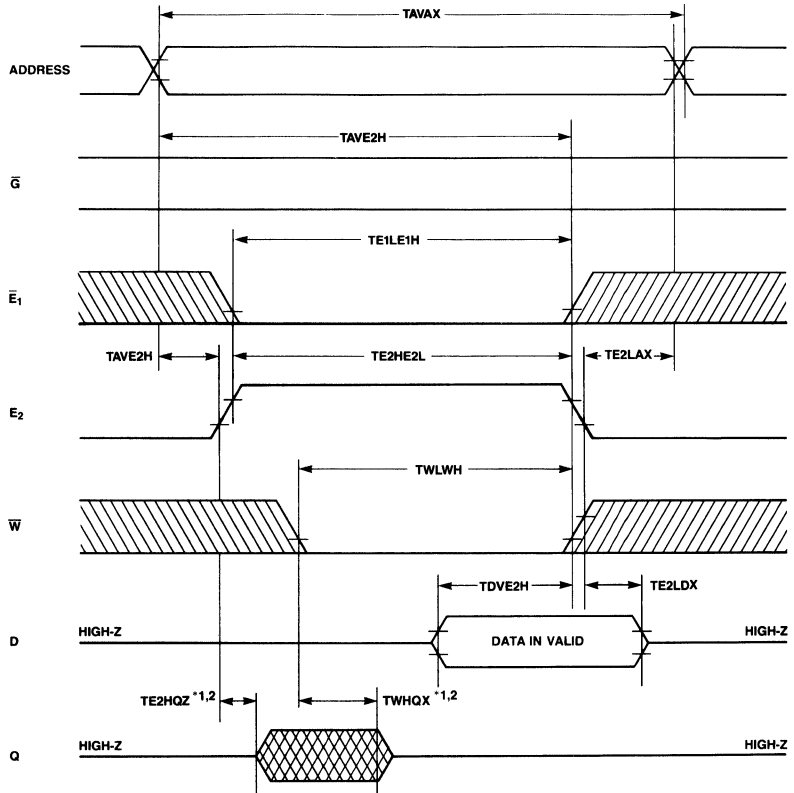 TAVAX
ADDRESS
TAVE2H
G̅
TE1LE1H
E̅₁
TAVE2H
TE2HE2L
TE2LAX
E₂
TWLWH
W̅
TDVE2H
TE2LDX
HIGH-Z
HIGH-Z
D
DATA IN VALID
TE2HQZ *1,2
TWHQX *1,2
HIGH-Z
HIGH-Z
Q